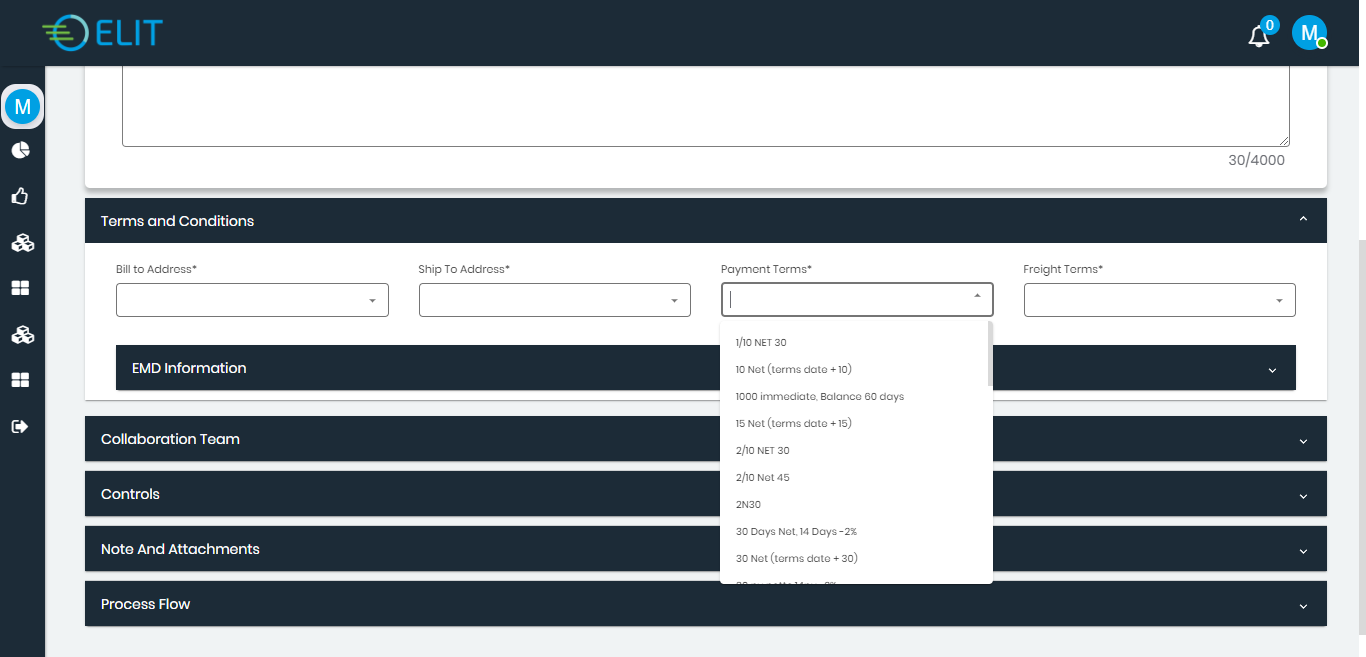 ELIT
0
M
M
30/4000
Terms and Conditions
Bill to Address*
Ship To Address*
Payment Terms*
Freight Terms*
1/10 NET 30
10 Net (terms date + 10)
1000 immediate, Balance 60 days
15 Net (terms date + 15)
2/10 NET 30
2/10 Net 45
2N30
30 Days Net, 14 Days -2%
30 Net (terms date + 30)
EMD Information
Collaboration Team
Controls
Note And Attachments
Process Flow